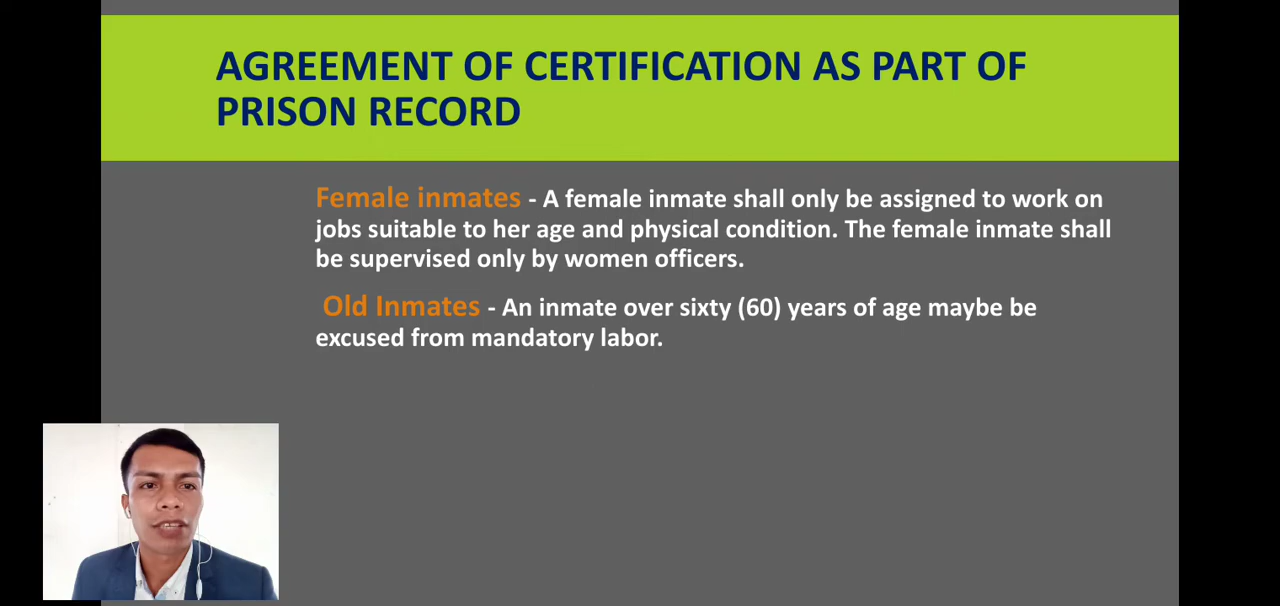 AGREEMENT OF CERTIFICATION AS PART OF
PRISON RECORD
Female inmates - A female inmate shall only be assigned to work on
jobs suitable to her age and physical condition. The female inmate shall
be supervised only by women officers.
Old Inmates - An inmate over sixty (60) years of age maybe be
excused from mandatory labor.